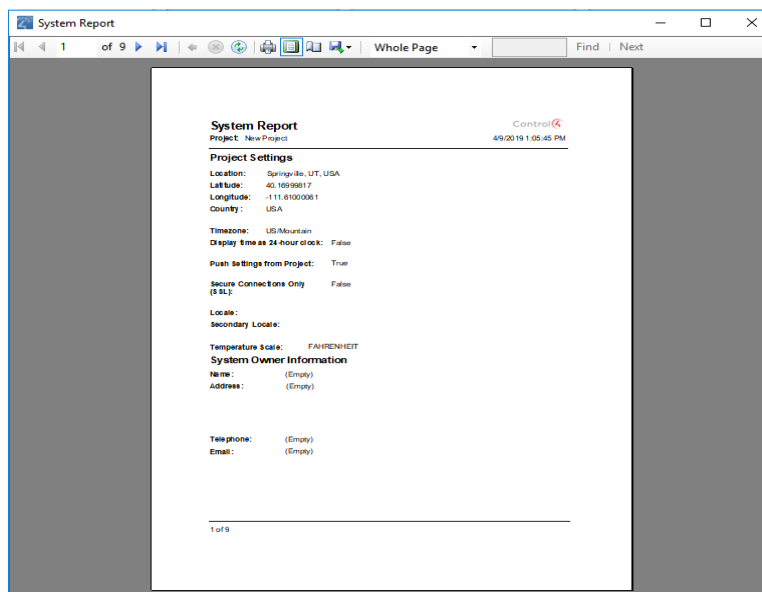 System Report
1 of 9 Whole Page Find Next
System Report Control4
Project: New Project 4/9/2019 1:05:45 PM
Project Settings
Location: Springville, UT, USA
Latitude: 40.16999817
Longitude: -111.61000061
Country: USA
Timezone: US/Mountain
Display time as 24-hour clock: False
Push Settings from Project: True
Secure Connections Only False
(SSL):
Locale:
Secondary Locale:
Temperature Scale: FAHRENHEIT
System Owner Information
Name: (Empty)
Address: (Empty)
Telephone: (Empty)
Email: (Empty)
1 of 9